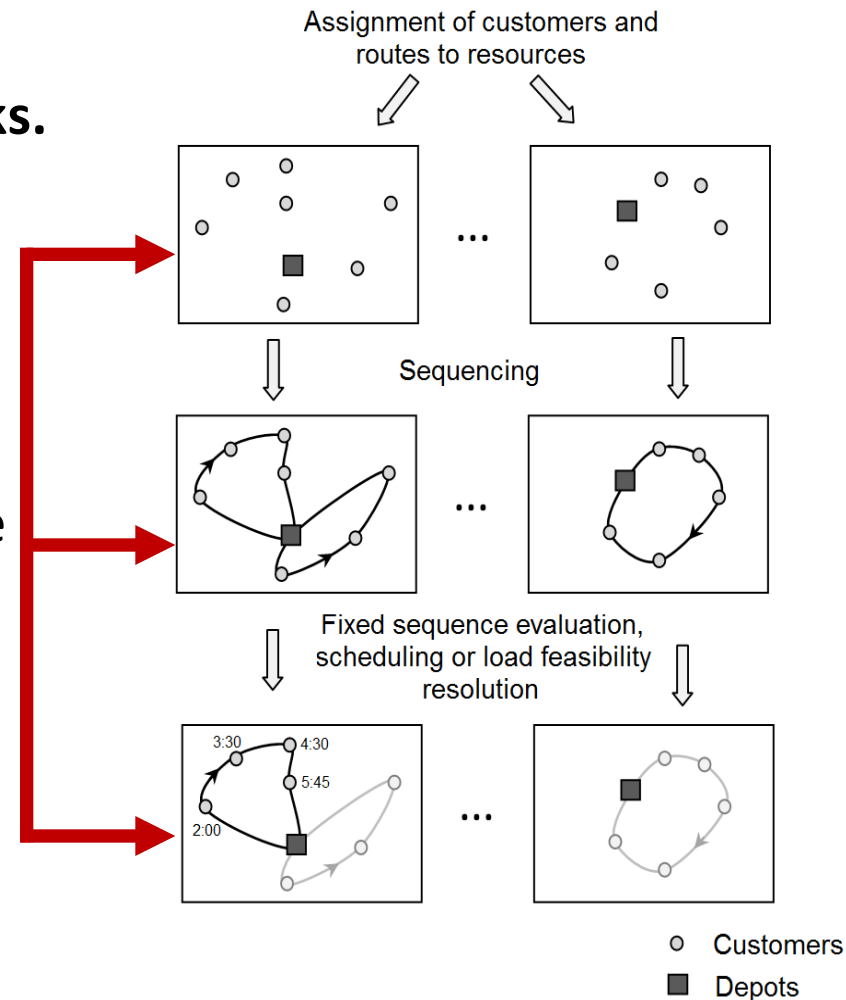 Assignment of customers and
routes to resources
ks.
...
Sequencing
e
...
Fixed sequence evaluation,
scheduling or load feasibility
resolution
3:30
4:30
5:45
2:00
...
Customers
Depots